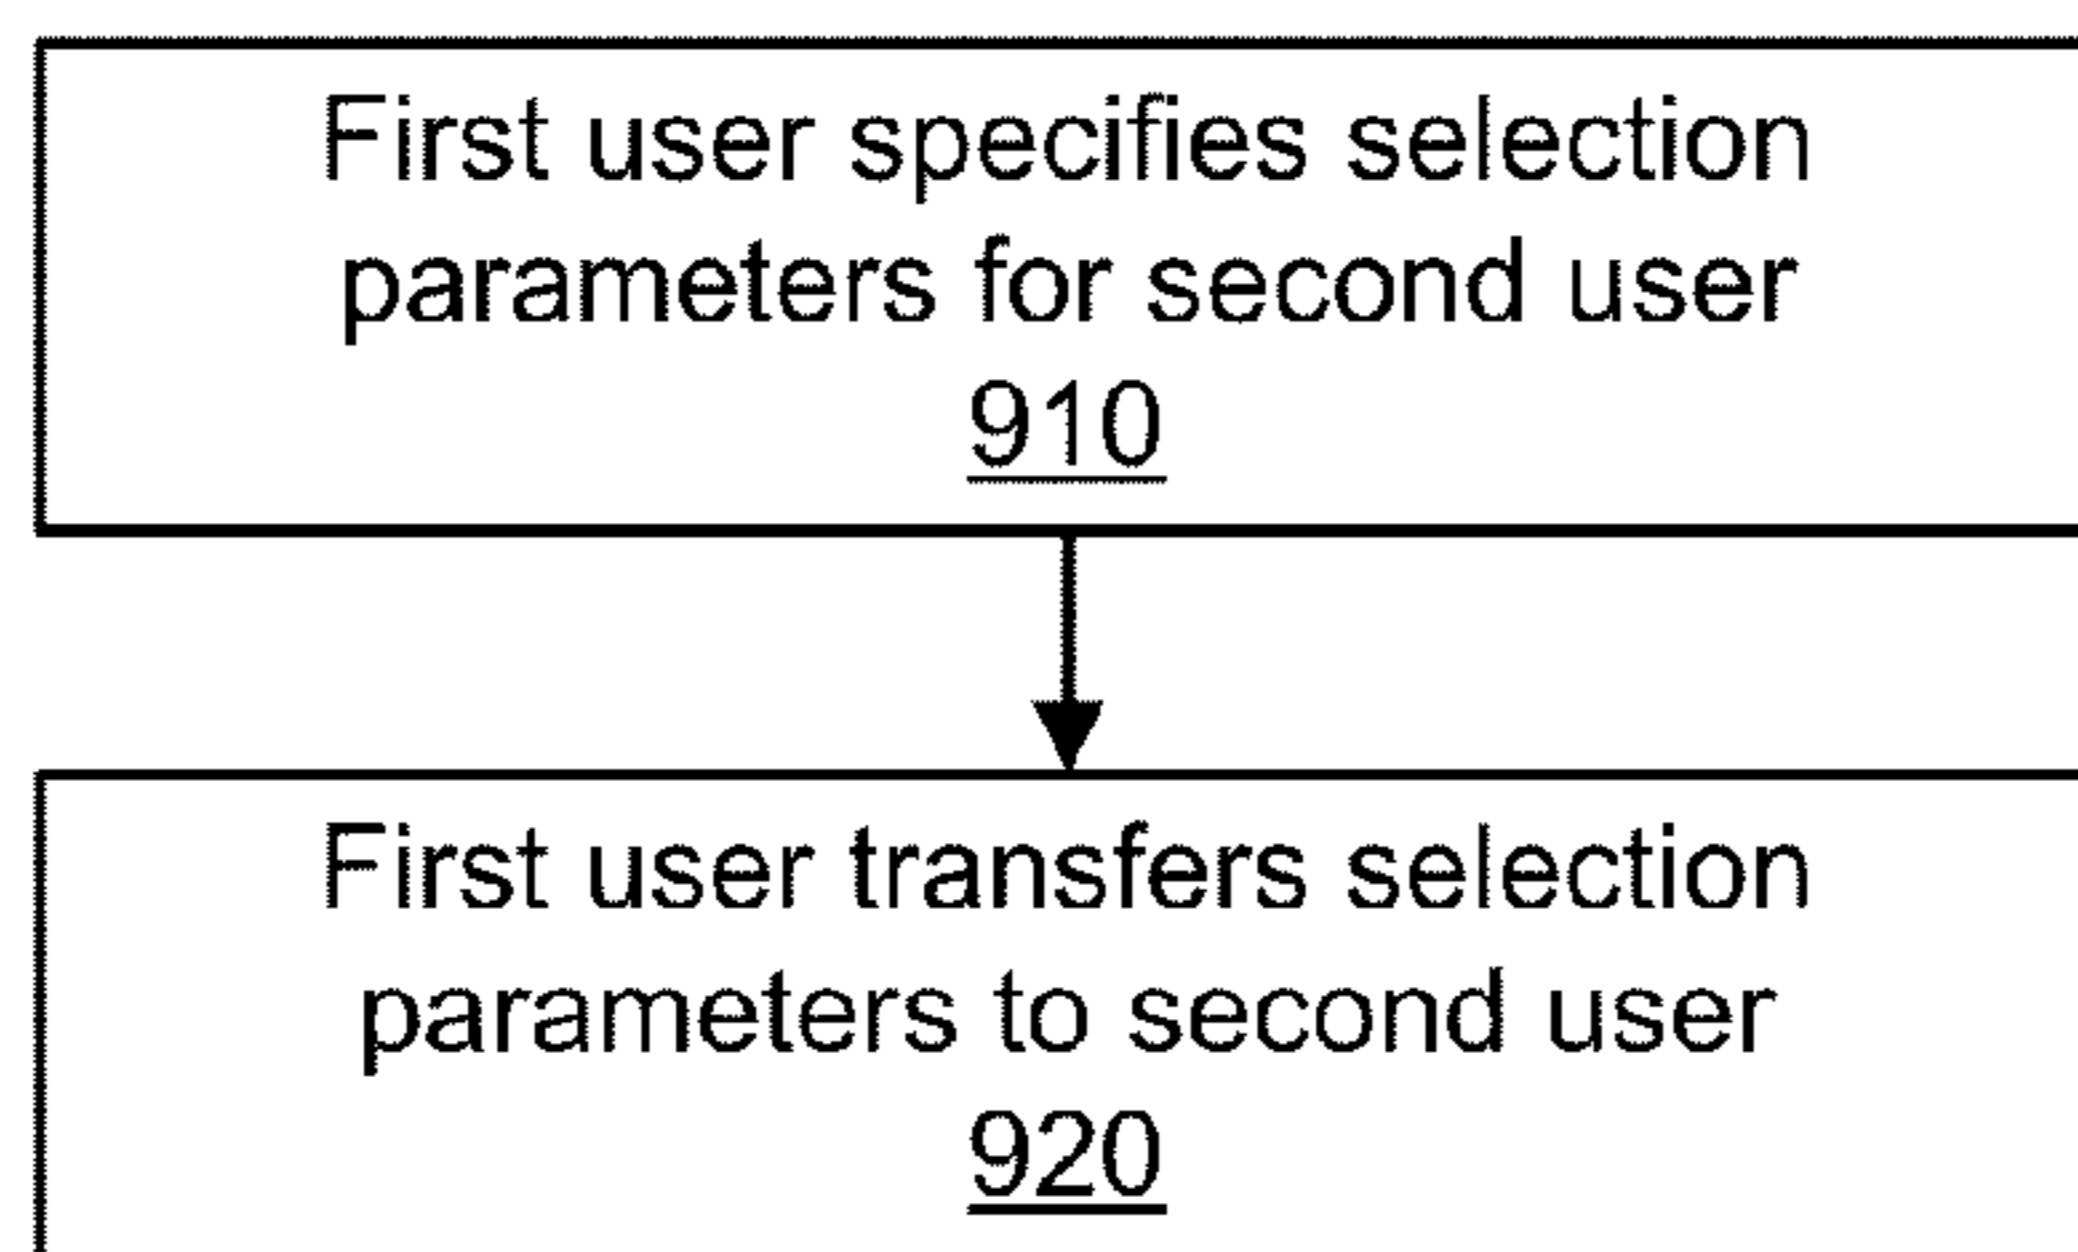 First user specifies selection
parameters for second user
910
First user transfers selection
parameters to second user
920